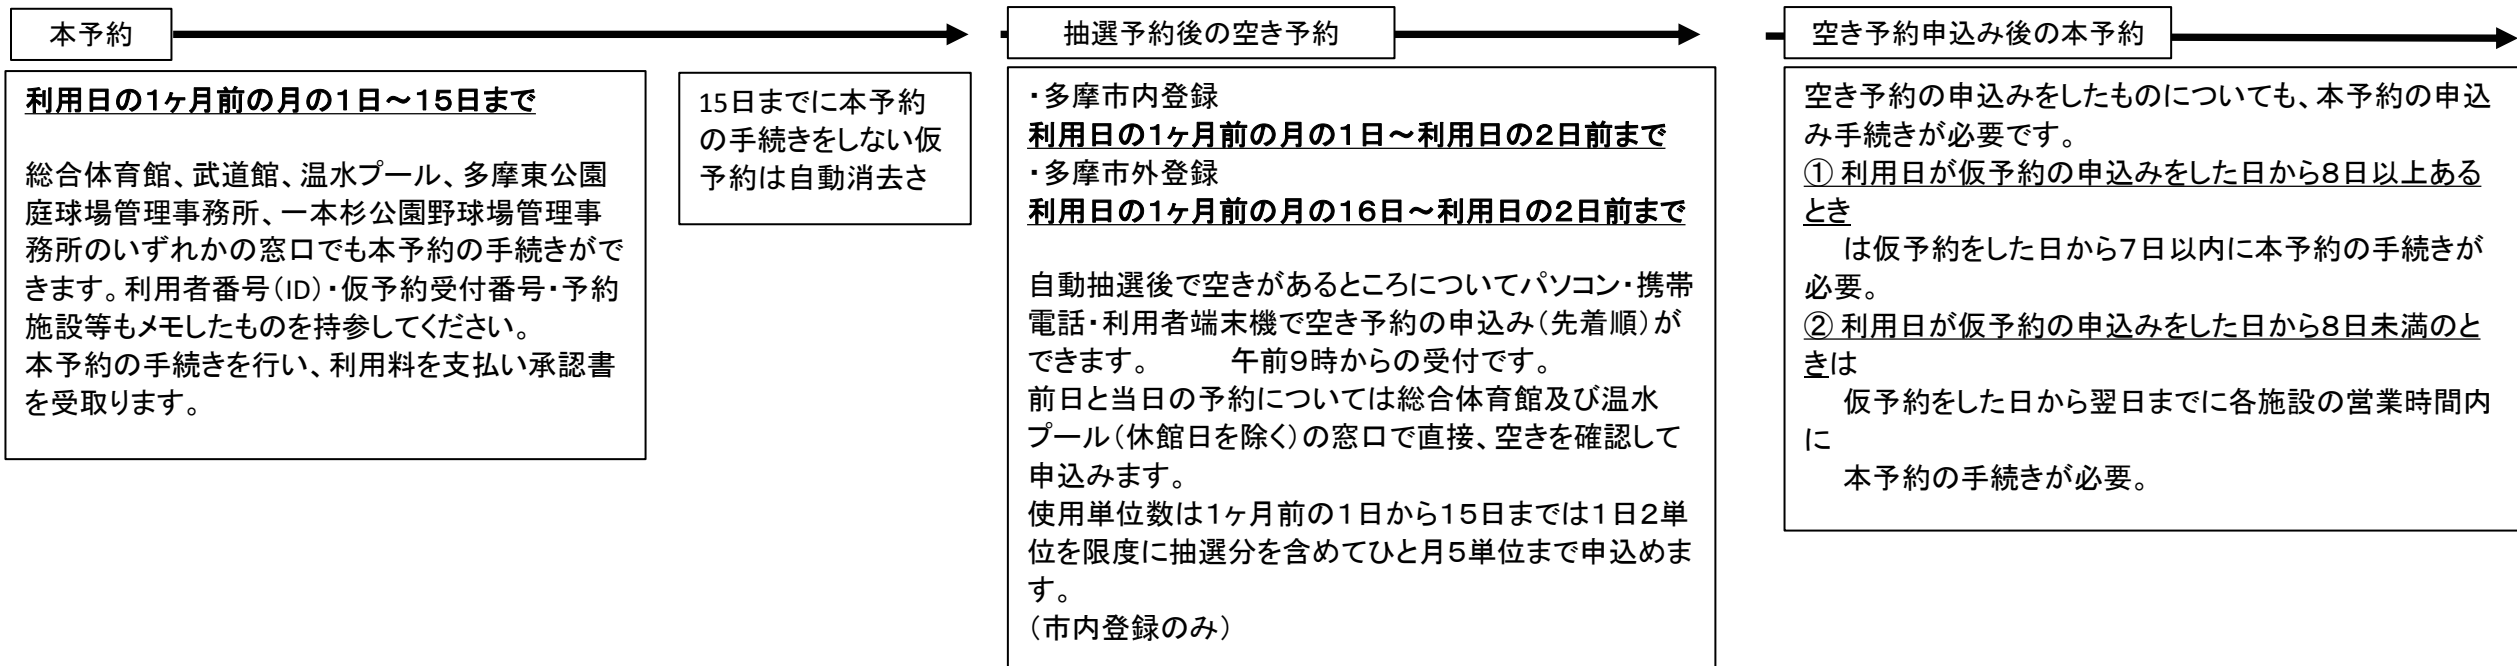 本予約
利用日の1ヶ月前の月の1日~15日まで
総合体育館、武道館、温水プール、多摩東公園
庭球場管理事務所、一本杉公園野球場管理事
務所のいずれかの窓口でも本予約の手続きがで
きます。利用者番号(ID)・仮予約受付番号・予約
施設等もメモしたものを持参してください。
本予約の手続きを行い、利用料を支払い承認書
を受取ります。
15日までに本予約
の手続きをしない仮
予約は自動消去さ
抽選予約後の空き予約
・多摩市内登録
利用日の1ヶ月前の月の1日~利用日の2日前まで
・多摩市外登録
利用日の1ヶ月前の月の16日~利用日の2日前まで
自動抽選後で空きがあるところについてパソコン・携帯
電話・利用者端末機で空き予約の申込み(先着順)が
できます。　　午前9時からの受付です。
前日と当日の予約については総合体育館及び温水
プール(休館日を除く)の窓口で直接、空きを確認して
申込みます。
使用単位数は1ヶ月前の1日から15日までは1日2単
位を限度に抽選分を含めてひと月5単位まで申込めま
す。
(市内登録のみ)
空き予約申込み後の本予約
空き予約の申込みをしたものについても、本予約の申込
み手続きが必要です。
① 利用日が仮予約の申込みをした日から8日以上ある
とき
は仮予約をした日から7日以内に本予約の手続きが
必要。
② 利用日が仮予約の申込みをした日から8日未満のと
きは
仮予約をした日から翌日までに各施設の営業時間内
に
本予約の手続きが必要。